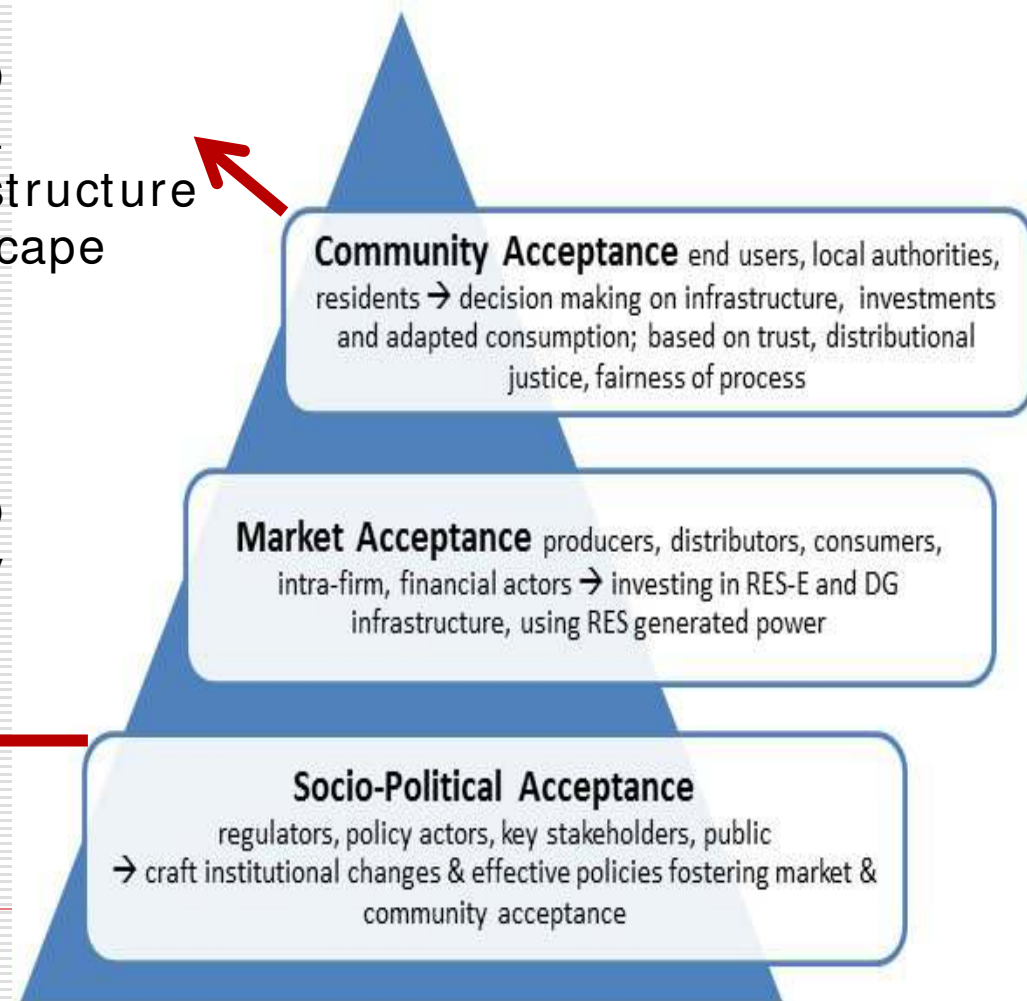 structure
cape
Community Acceptance end users, local authorities,
residents → decision making on infrastructure, investments
and adapted consumption; based on trust, distributional
justice, fairness of process
Market Acceptance producers, distributors, consumers,
intra-firm, financial actors → investing in RES-E and DG
infrastructure, using RES generated power
Socio-Political Acceptance
regulators, policy actors, key stakeholders, public
→ craft institutional changes & effective policies fostering market &
community acceptance